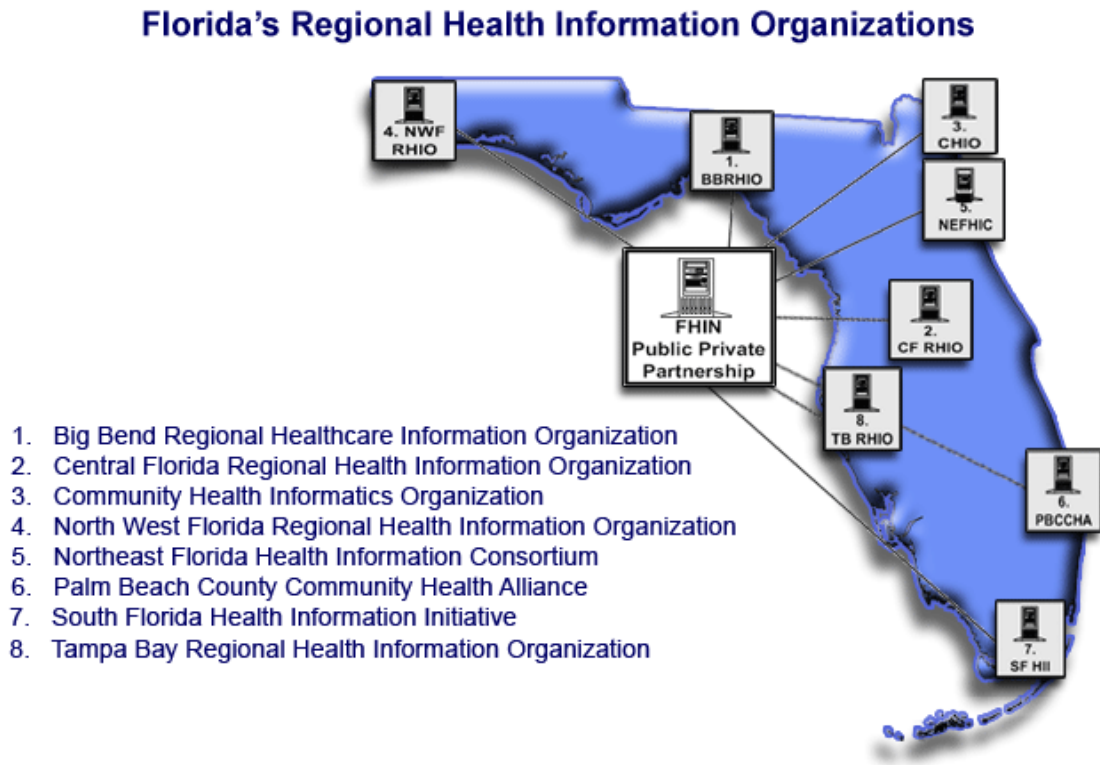 Florida's Regional Health Information Organizations
4. NWF
RHIO
1.
BBRHIO
3.
CHIO
5.
NEFHIC
FHIN
Public Private
Partnership
2.
CF RHIO
8.
TB RHIO
6.
PBCCHA
7.
SF HII
1. Big Bend Regional Healthcare Information Organization
2. Central Florida Regional Health Information Organization
3. Community Health Informatics Organization
4. North West Florida Regional Health Information Organization
5. Northeast Florida Health Information Consortium
6. Palm Beach County Community Health Alliance
7. South Florida Health Information Initiative
8. Tampa Bay Regional Health Information Organization